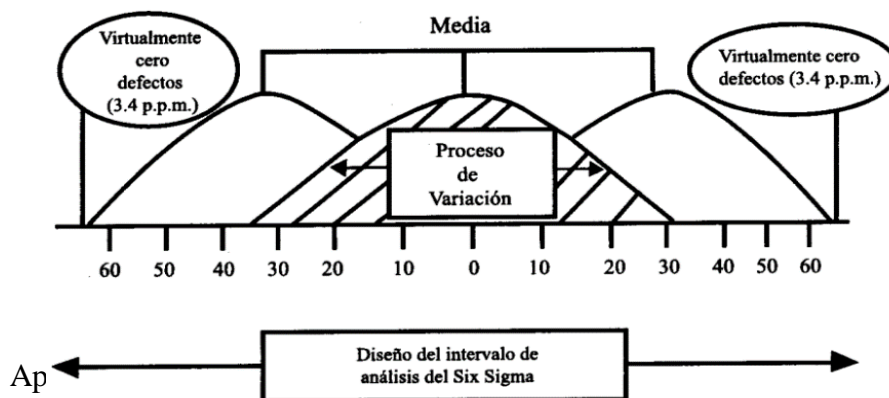 Media
Virtualmente
cero
defectos
(3.4 p.p.m.)
Virtualmente cero
defectos (3.4 p.p.m.)
Proceso
de
Variación
60 50 40 30 20 10 0 10 20 30 40 50 60
Diseño del intervalo de
análisis del Six Sigma
Ap